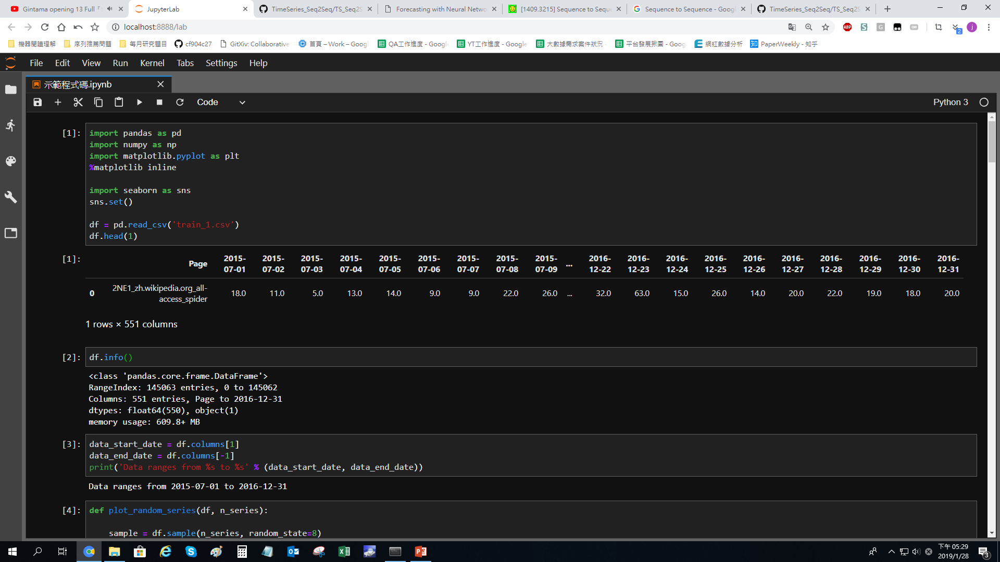 Gintama opening 13 Full『
JupyterLab
TimeSeries_Seq2Seq/TS_Seq2S
Forecasting with Neural Netwo
[1409.3215] Sequence to Seque
Sequence to Sequence - Googl
TimeSeries_Seq2Seq/TS_Seq2S
localhost:8888/lab
ABP
S
G
2
j
機器閱讀理解
序列推薦問題
每月研究題目
cf904c27
GitXiv: Collaborative
首頁 – Work – Googl
QA工作進度 - Google
YT工作進度 - Google
大數據需求案件狀況 -
平台發展揪團 - Goog
網紅數據分析
知 PaperWeekly - 知乎
File Edit View Run Kernel Tabs Settings Help
示範程式碼.ipynb
Code
Python 3
[1]:
import pandas as pd
import numpy as np
import matplotlib.pyplot as plt
%matplotlib inline
import seaborn as sns
sns.set()
df = pd.read_csv('train_1.csv')
df.head(1)
[1]:
Page 2015-07-01 2015-07-02 2015-07-03 2015-07-04 2015-07-05 2015-07-06 2015-07-07 2015-07-08 2015-07-09 ... 2016-12-22 2016-12-23 2016-12-24 2016-12-25 2016-12-26 2016-12-27 2016-12-28 2016-12-29 2016-12-30 2016-12-31
0 2NE1_zh.wikipedia.org_all-access_spider 18.0 11.0 5.0 13.0 14.0 9.0 9.0 22.0 26.0 ... 32.0 63.0 15.0 26.0 14.0 20.0 22.0 19.0 18.0 20.0
1 rows × 551 columns
[2]:
df.info()
<class 'pandas.core.frame.DataFrame'>
RangeIndex: 145063 entries, 0 to 145062
Columns: 551 entries, Page to 2016-12-31
dtypes: float64(550), object(1)
memory usage: 609.8+ MB
[3]:
data_start_date = df.columns[1]
data_end_date = df.columns[-1]
print('Data ranges from %s to %s' % (data_start_date, data_end_date))
Data ranges from 2015-07-01 to 2016-12-31
[4]:
def plot_random_series(df, n_series):
sample = df.sample(n_series, random_state=8)
下午 05:29
2019/1/28
3